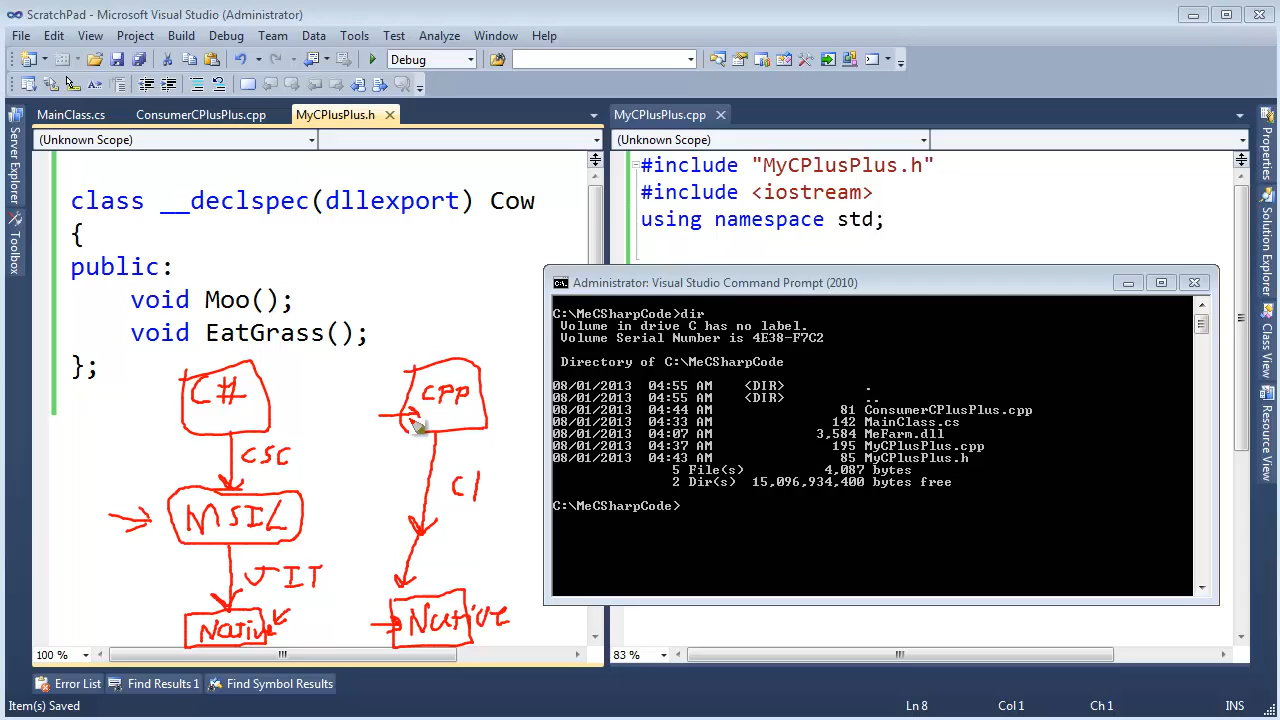 ScratchPad - Microsoft Visual Studio (Administrator)
File Edit View Project Build Debug Team Data Tools Test Analyze Window Help
Debug
MainClass.cs ConsumerCPlusPlus.cpp MyCPlusPlus.h
(Unknown Scope)
class __declspec(dllexport) Cow
{
public:
void Moo();
void EatGrass();
};
C# CPP
CSC Cl
MSIL
JIT
Native Native
100 %
MyCPlusPlus.cpp
(Unknown Scope)
#include "MyCPlusPlus.h"
#include <iostream>
using namespace std;
83 %
Administrator: Visual Studio Command Prompt (2010)
C:\MeCSharpCode>dir
Volume in drive C has no label.
Volume Serial Number is 4E38-F7C2
Directory of C:\MeCSharpCode
08/01/2013 04:55 AM <DIR> .
08/01/2013 04:55 AM <DIR> ..
08/01/2013 04:44 AM 81 ConsumerCPlusPlus.cpp
08/01/2013 04:33 AM 142 MainClass.cs
08/01/2013 04:07 AM 3,584 MeFarm.dll
08/01/2013 04:37 AM 195 MyCPlusPlus.cpp
08/01/2013 04:43 AM 85 MyCPlusPlus.h
5 File(s) 4,087 bytes
2 Dir(s) 15,096,934,400 bytes free
C:\MeCSharpCode>
Server Explorer
Toolbox
Properties
Solution Explorer
Class View
Resource View
Error List Find Results 1 Find Symbol Results
Item(s) Saved Ln 8 Col 1 Ch 1 INS